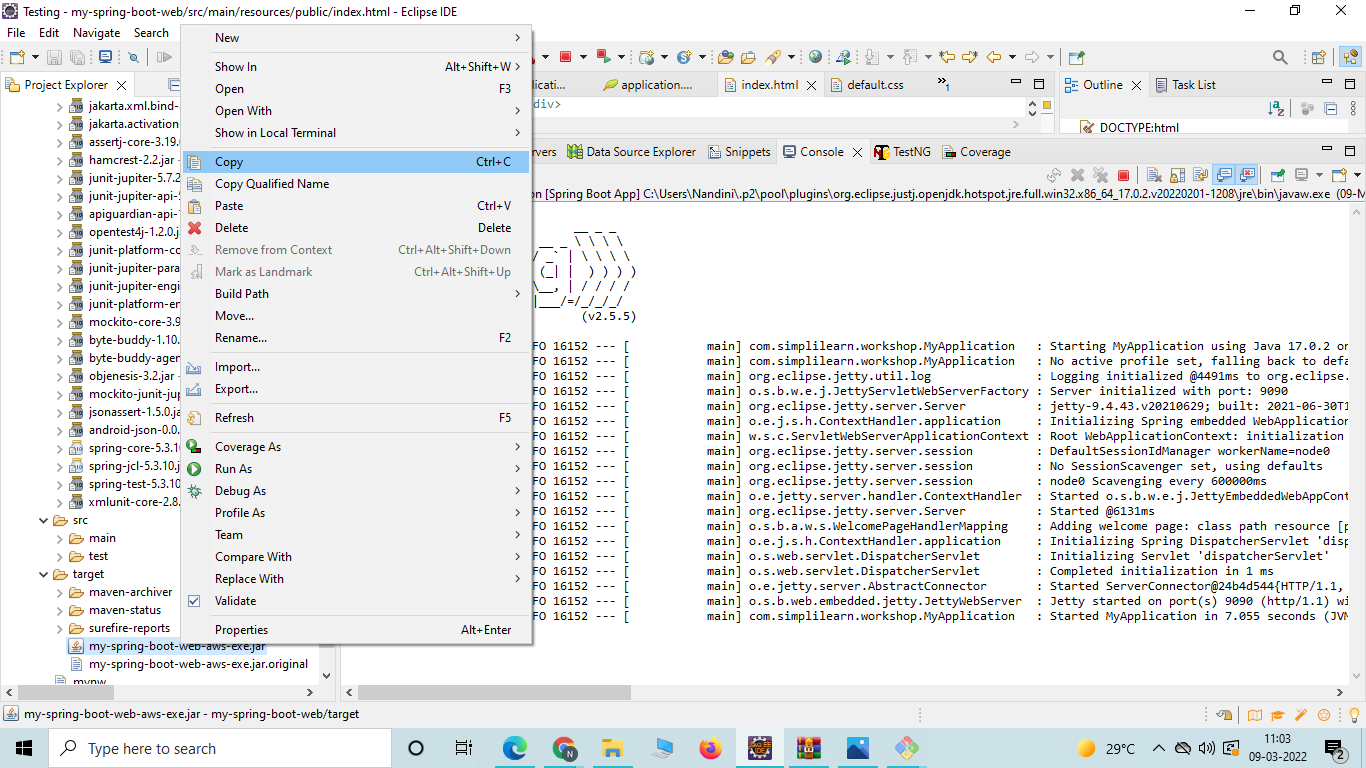 Testing - my-spring-boot-web/src/main/resources/public/index.html - Eclipse IDE
File Edit Navigate Search
Project Explorer
application....
index.html
default.css
1
Outline
Task List
div>
DOCTYPE:html
jakarta.xml.bind-
jakarta.activation
assertj-core-3.19.
hamcrest-2.2.jar -
junit-jupiter-5.7.2
junit-jupiter-api-5
apiguardian-api-
opentest4j-1.2.0.j
junit-platform-co
junit-jupiter-para
junit-jupiter-engi
junit-platform-en
mockito-core-3.9
byte-buddy-1.10.
byte-buddy-agen
objenesis-3.2.jar -
mockito-junit-jup
jsonassert-1.5.0.ja
android-json-0.0.
spring-core-5.3.10
spring-jcl-5.3.10.j
spring-test-5.3.10
xmlunit-core-2.8.
src
main
test
target
maven-archiver
maven-status
surefire-reports
my-spring-boot-web-aws-exe.jar
my-spring-boot-web-aws-exe.jar.original
mvnw
New
Show In Alt+Shift+W
Open F3
Open With
Show in Local Terminal
Copy Ctrl+C
Copy Qualified Name
Paste Ctrl+V
Delete Delete
Remove from Context Ctrl+Alt+Shift+Down
Mark as Landmark Ctrl+Alt+Shift+Up
Build Path
Move...
Rename... F2
Import...
Export...
Refresh F5
Coverage As
Run As
Debug As
Profile As
Team
Compare With
Replace With
Validate
Properties Alt+Enter
rvers Data Source Explorer Snippets Console TestNG Coverage
on [Spring Boot App] C:\Users\Nandini\.p2\pool\plugins\org.eclipse.justj.openjdk.hotspot.jre.full.win32.x86_64_17.0.2.v20220201-1208\jre\bin\javaw.exe (09-M
__ _ _
__ _ \ \ \ \
/ _` | \ \ \ \
(_| | ) ) ) )
\__, | / / / /
|___/=/_/_/_/
(v2.5.5)
FO 16152 --- [ main] com.simplilearn.workshop.MyApplication : Starting MyApplication using Java 17.0.2 on
FO 16152 --- [ main] com.simplilearn.workshop.MyApplication : No active profile set, falling back to defa
FO 16152 --- [ main] org.eclipse.jetty.util.log : Logging initialized @4491ms to org.eclipse.
FO 16152 --- [ main] o.s.b.w.e.j.JettyServletWebServerFactory : Server initialized with port: 9090
FO 16152 --- [ main] org.eclipse.jetty.server.Server : jetty-9.4.43.v20210629; built: 2021-06-30T1
FO 16152 --- [ main] o.e.j.s.h.ContextHandler.application : Initializing Spring embedded WebApplication
FO 16152 --- [ main] w.s.c.ServletWebServerApplicationContext : Root WebApplicationContext: initialization
FO 16152 --- [ main] org.eclipse.jetty.server.session : DefaultSessionIdManager workerName=node0
FO 16152 --- [ main] org.eclipse.jetty.server.session : No SessionScavenger set, using defaults
FO 16152 --- [ main] org.eclipse.jetty.server.session : node0 Scavenging every 600000ms
FO 16152 --- [ main] o.e.jetty.server.handler.ContextHandler : Started o.s.b.w.e.j.JettyEmbeddedWebAppCont
FO 16152 --- [ main] org.eclipse.jetty.server.Server : Started @6131ms
FO 16152 --- [ main] o.s.b.a.w.s.WelcomePageHandlerMapping : Adding welcome page: class path resource [p
FO 16152 --- [ main] o.e.j.s.h.ContextHandler.application : Initializing Spring DispatcherServlet 'disp
FO 16152 --- [ main] o.s.web.servlet.DispatcherServlet : Initializing Servlet 'dispatcherServlet'
FO 16152 --- [ main] o.s.web.servlet.DispatcherServlet : Completed initialization in 1 ms
FO 16152 --- [ main] o.e.jetty.server.AbstractConnector : Started ServerConnector@24b4d544{HTTP/1.1,
FO 16152 --- [ main] o.s.b.web.embedded.jetty.JettyWebServer : Jetty started on port(s) 9090 (http/1.1) wi
FO 16152 --- [ main] com.simplilearn.workshop.MyApplication : Started MyApplication in 7.055 seconds (JVM
my-spring-boot-web-aws-exe.jar - my-spring-boot-web/target
Type here to search
29°C
11:03
09-03-2022
2